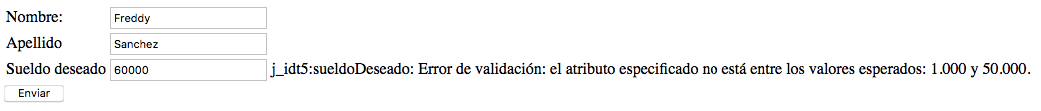 Nombre: Freddy
Apellido Sanchez
Sueldo deseado 60000 j_idt5:sueldoDeseado: Error de validación: el atributo especificado no está entre los valores esperados: 1.000 y 50.000.
Enviar